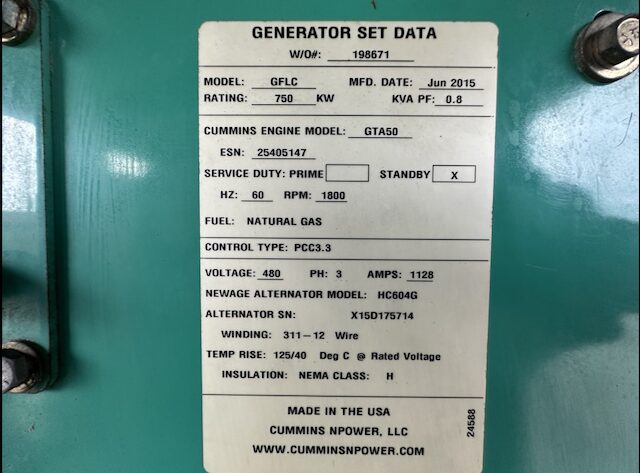 GENERATOR SET DATA
W/O#: 198671
MODEL: GFLC MFD. DATE: Jun 2015
RATING: 750 KW KVA PF: 0.8
CUMMINS ENGINE MODEL: GTA50
ESN: 25405147
SERVICE DUTY: PRIME STANDBY X
HZ: 60 RPM: 1800
FUEL: NATURAL GAS
CONTROL TYPE: PCC3.3
VOLTAGE: 480 PH: 3 AMPS: 1128
NEWAGE ALTERNATOR MODEL: HC604G
ALTERNATOR SN: X15D175714
WINDING: 311-12 Wire
TEMP RISE: 125/40 Deg C @ Rated Voltage
INSULATION: NEMA CLASS: H
MADE IN THE USA
CUMMINS NPOWER, LLC
WWW.CUMMINSNPOWER.COM
24588